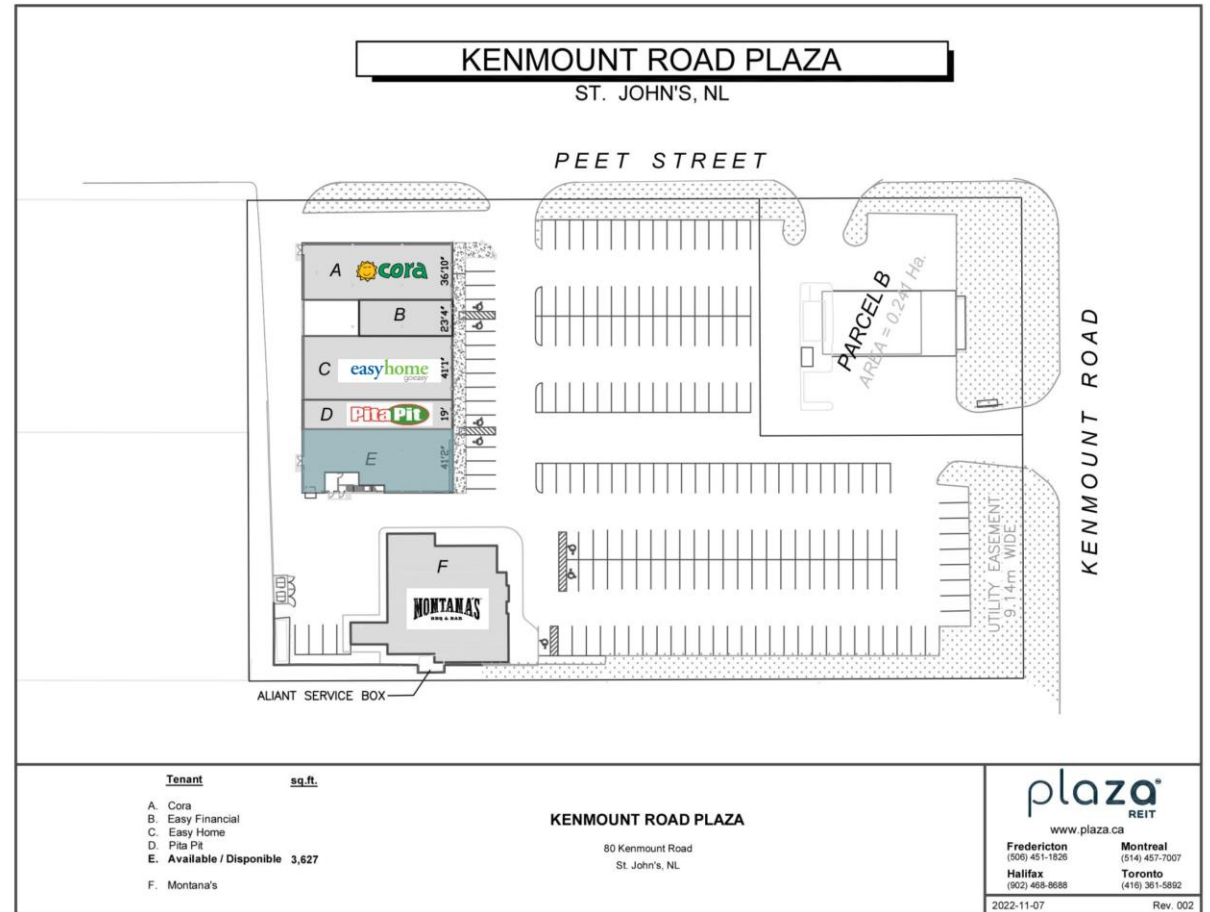 KENMOUNT ROAD PLAZA
ST. JOHN'S, NL
PEET STREET
A cora 36'10"
B 23'4"
C easyhome goeasy 41'1"
D Pita Pit 19'
E 41'2"
F
MONTANA'S
BBQ & BAR
PARCEL B
AREA = 0.241 Ha.
KENMOUNT ROAD
UTILITY EASEMENT
9.14m WIDE
ALIANT SERVICE BOX
Tenant sq.ft.
A. Cora
B. Easy Financial
C. Easy Home
D. Pita Pit
E. Available / Disponible 3,627
F. Montana's
KENMOUNT ROAD PLAZA
80 Kenmount Road
St. John's, NL
plaza
REIT
www.plaza.ca
Fredericton Montreal
(506) 451-1826 (514) 457-7007
Halifax Toronto
(902) 468-8688 (416) 361-5892
2022-11-07 Rev. 002